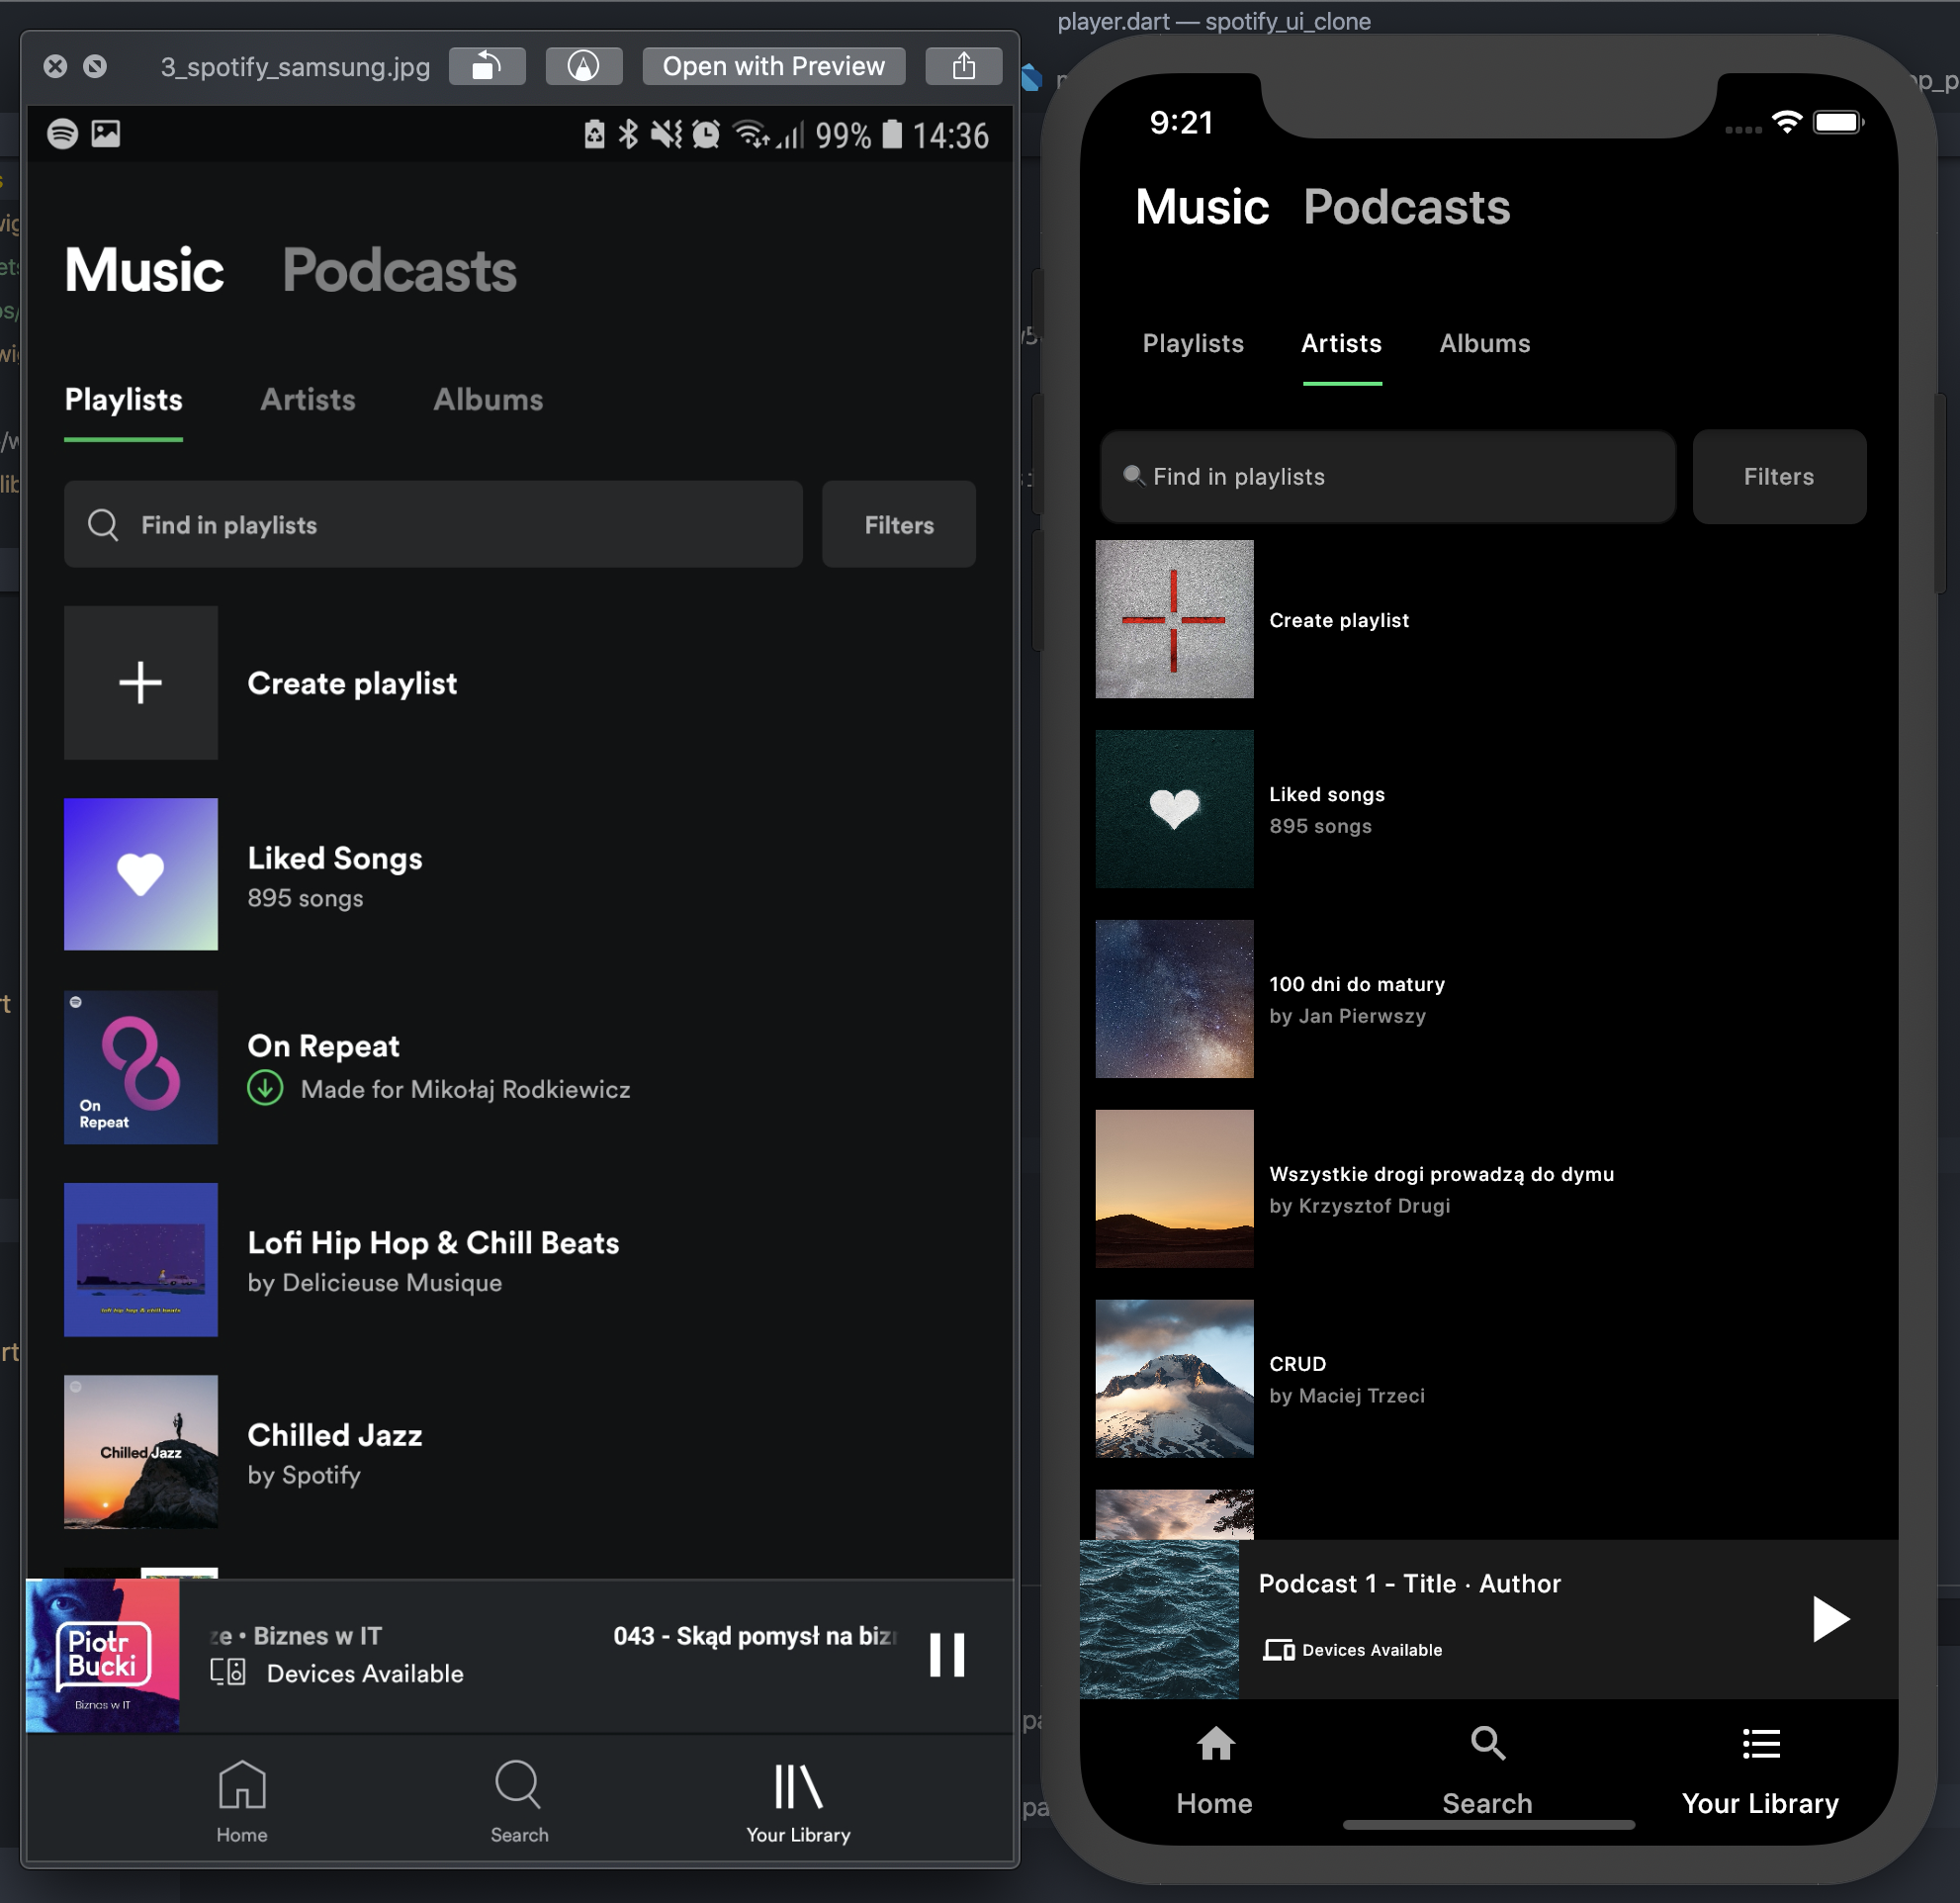 player.dart — spotify_ui_clone
3_spotify_samsung.jpg
Open with Preview
99% 14:36
Music Podcasts
Playlists Artists Albums
Find in playlists
Filters
Create playlist
Liked Songs
895 songs
On Repeat
Made for Mikołaj Rodkiewicz
On
Repeat
Lofi Hip Hop & Chill Beats
by Delicieuse Musique
lofi hip hop & chill beats
Chilled Jazz
by Spotify
Chilled Jazz
Piotr
Bucki
Biznes w IT
ze • Biznes w IT 043 - Skąd pomysł na biz
Devices Available
Home Search Your Library
9:21
Music Podcasts
Playlists Artists Albums
Find in playlists
Filters
Create playlist
Liked songs
895 songs
100 dni do matury
by Jan Pierwszy
Wszystkie drogi prowadzą do dymu
by Krzysztof Drugi
CRUD
by Maciej Trzeci
Podcast 1 - Title · Author
Devices Available
Home Search Your Library